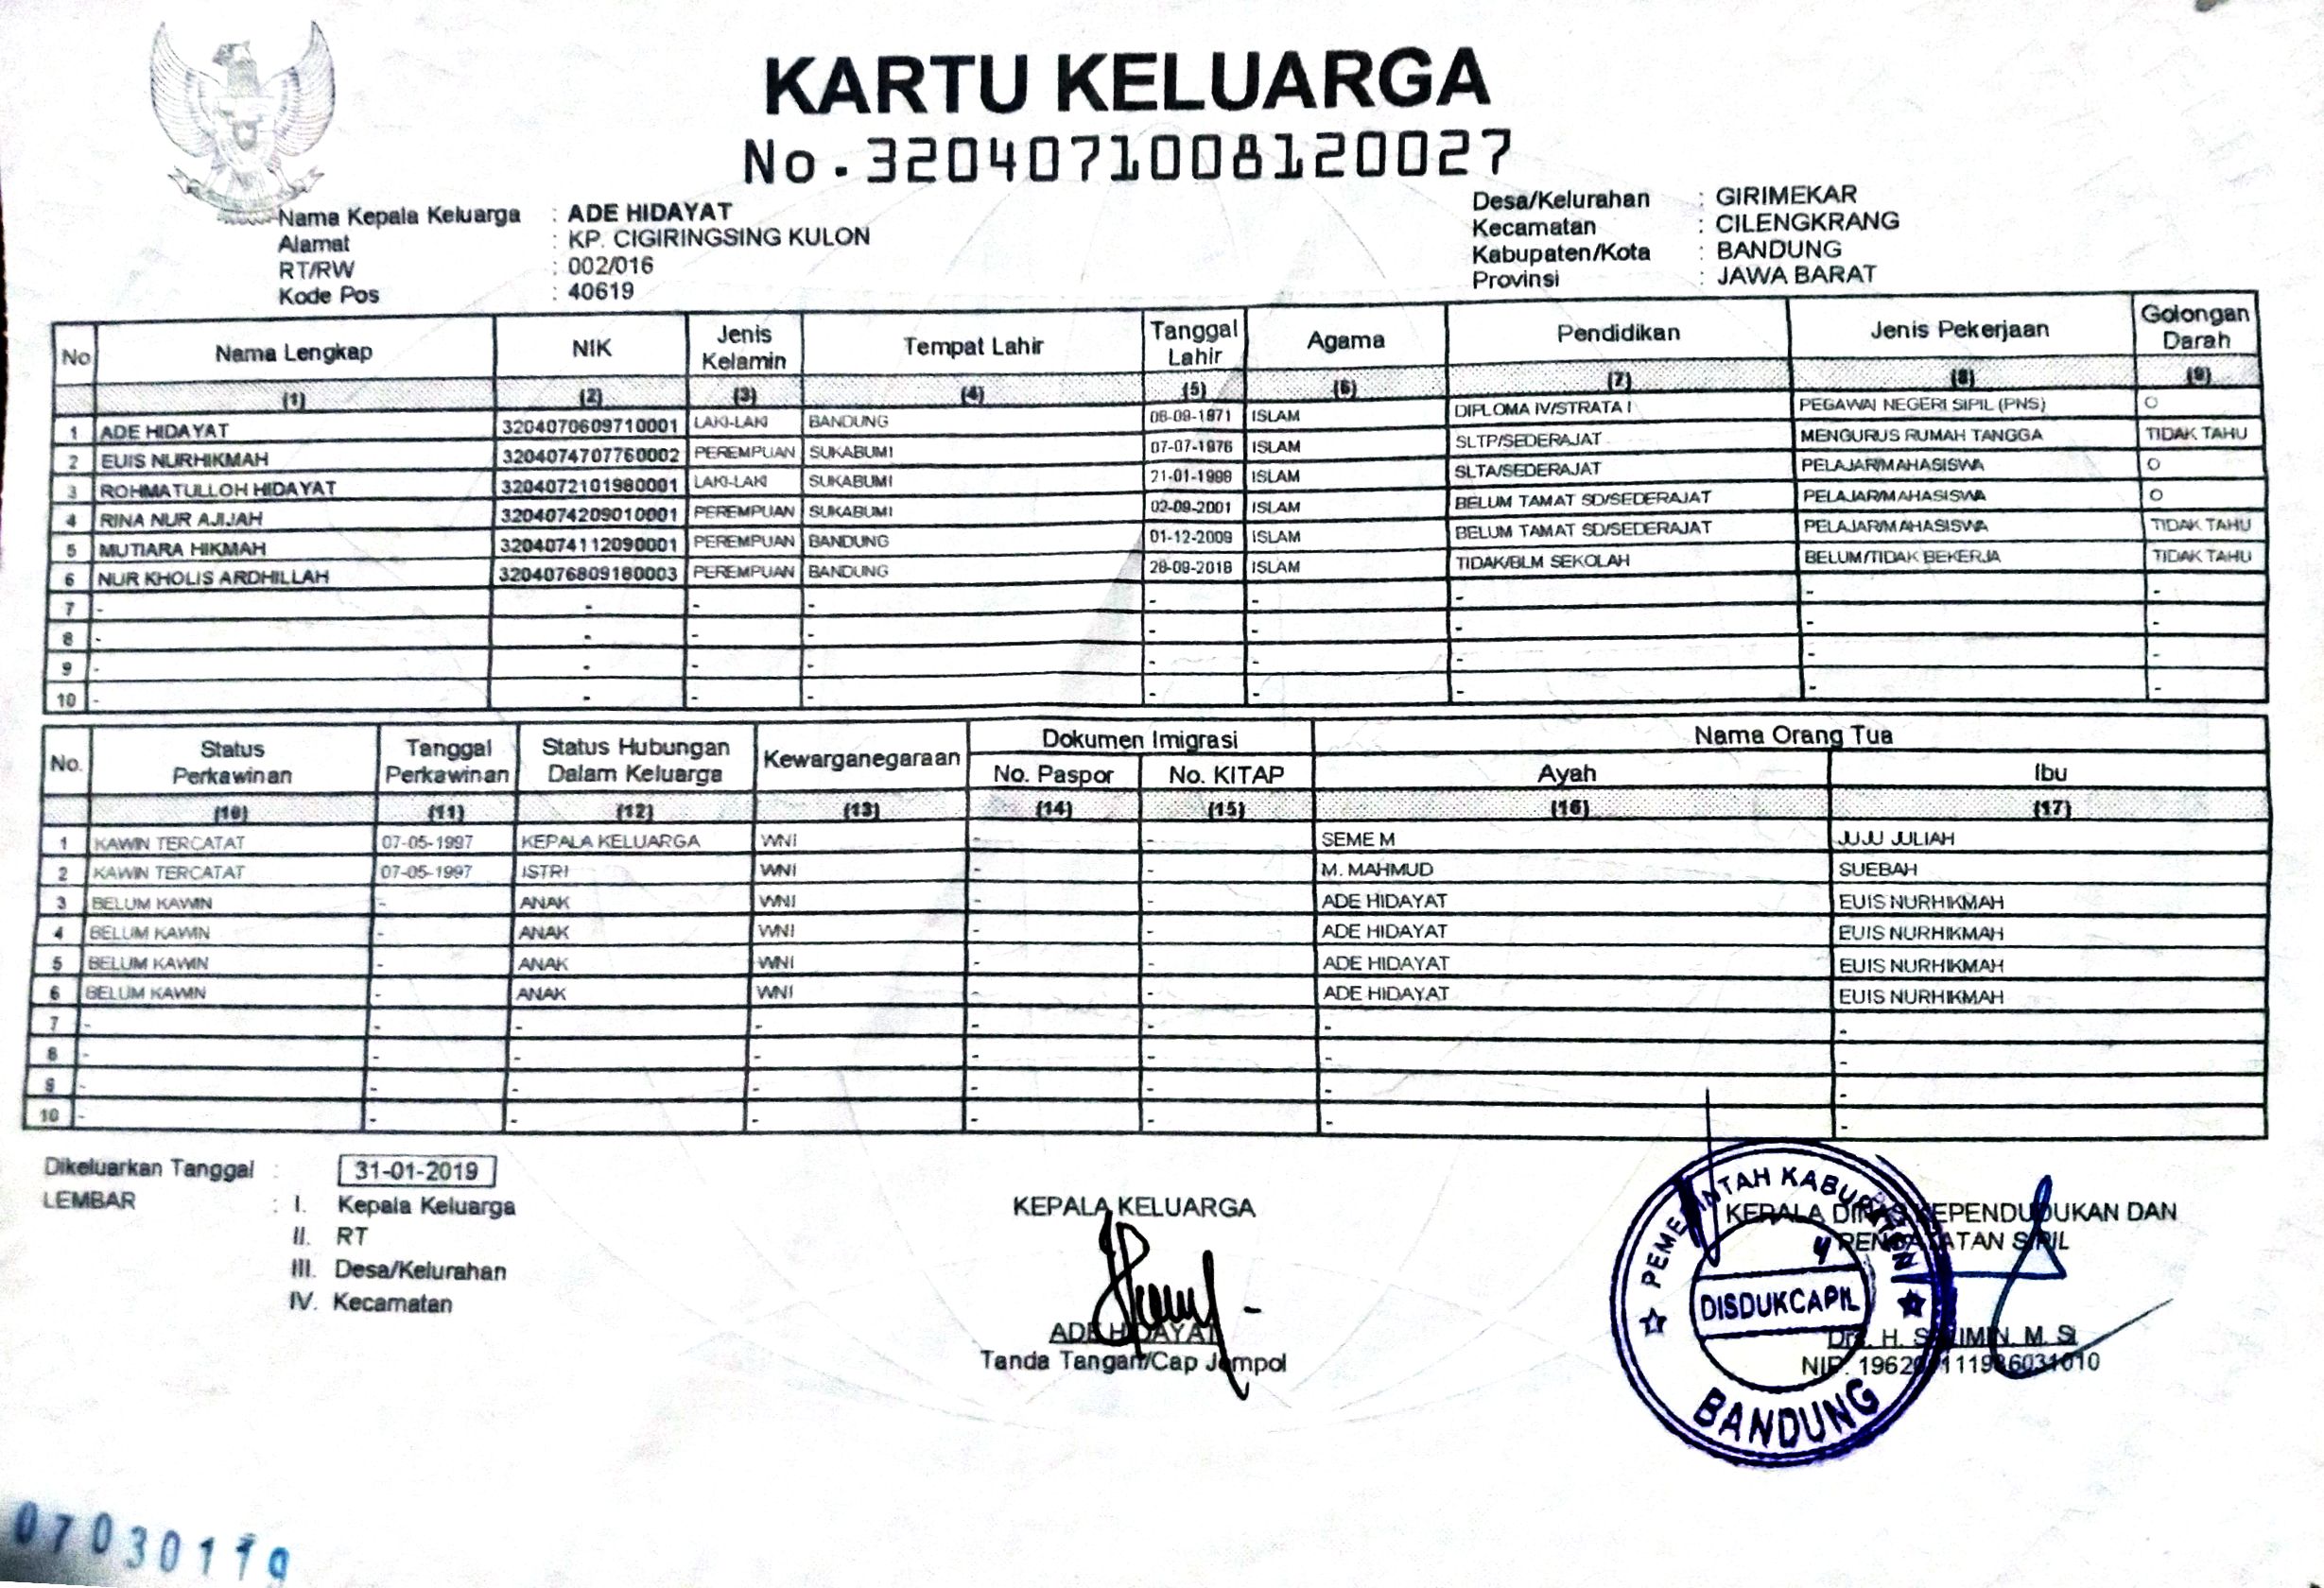 KARTU KELUARGA
No.3204071008120027
Nama Kepala Keluarga : ADE HIDAYAT
Alamat : KP. CIGIRINGSING KULON
RT/RW : 002/016
Kode Pos : 40619
Desa/Kelurahan : GIRIMEKAR
Kecamatan : CILENGKRANG
Kabupaten/Kota : BANDUNG
Provinsi : JAWA BARAT
No Nama Lengkap NIK Jenis Kelamin Tempat Lahir Tanggal Lahir Agama Pendidikan Jenis Pekerjaan Golongan Darah
(1) (2) (3) (4) (5) (6) (7) (8) (9)
1 ADE HIDAYAT 3204070609710001 LAKI-LAKI BANDUNG 06-09-1971 ISLAM DIPLOMA IV/STRATA I PEGAWAI NEGERI SIPIL (PNS) O
2 EUIS NURHIKMAH 3204074707760002 PEREMPUAN SUKABUMI 07-07-1976 ISLAM SLTP/SEDERAJAT MENGURUS RUMAH TANGGA TIDAK TAHU
3 ROHMATULLOH HIDAYAT 3204072101980001 LAKI-LAKI SUKABUMI 21-01-1998 ISLAM SLTA/SEDERAJAT PELAJAR/MAHASISWA O
4 RINA NUR AJIJAH 3204074209010001 PEREMPUAN SUKABUMI 02-09-2001 ISLAM BELUM TAMAT SD/SEDERAJAT PELAJAR/MAHASISWA O
5 MUTIARA HIKMAH 3204074112090001 PEREMPUAN BANDUNG 01-12-2009 ISLAM BELUM TAMAT SD/SEDERAJAT PELAJAR/MAHASISWA TIDAK TAHU
6 NUR KHOLIS ARDHILLAH 3204076809180003 PEREMPUAN BANDUNG 28-09-2018 ISLAM TIDAK/BLM SEKOLAH BELUM/TIDAK BEKERJA TIDAK TAHU
7 - - - - - - - - -
8 - - - - - - - - -
9 - - - - - - - - -
10 - - - - - - - - -
No. Status Perkawinan Tanggal Perkawinan Status Hubungan Dalam Keluarga Kewarganegaraan Dokumen Imigrasi Nama Orang Tua
No. Paspor No. KITAP Ayah Ibu
(10) (11) (12) (13) (14) (15) (16) (17)
1 KAWIN TERCATAT 07-05-1997 KEPALA KELUARGA WNI - - SEME M JUJU JULIAH
2 KAWIN TERCATAT 07-05-1997 ISTRI WNI - - M. MAHMUD SUEBAH
3 BELUM KAWIN - ANAK WNI - - ADE HIDAYAT EUIS NURHIKMAH
4 BELUM KAWIN - ANAK WNI - - ADE HIDAYAT EUIS NURHIKMAH
5 BELUM KAWIN - ANAK WNI - - ADE HIDAYAT EUIS NURHIKMAH
6 BELUM KAWIN - ANAK WNI - - ADE HIDAYAT EUIS NURHIKMAH
7 - - - - - - - -
8 - - - - - - - -
9 - - - - - - - -
10 - - - - - - - -
Dikeluarkan Tanggal : 31-01-2019
LEMBAR : I. Kepala Keluarga
II. RT
III. Desa/Kelurahan
IV. Kecamatan
KEPALA KELUARGA
ADE HIDAYAT
Tanda Tangan/Cap Jempol
KEPALA DINAS KEPENDUDUKAN DAN
PENCATATAN SIPIL
PEMERINTAH KABUPATEN
DISDUKCAPIL
BANDUNG
Drs. H. SALIMIN, M. Si
NIP.
07030119